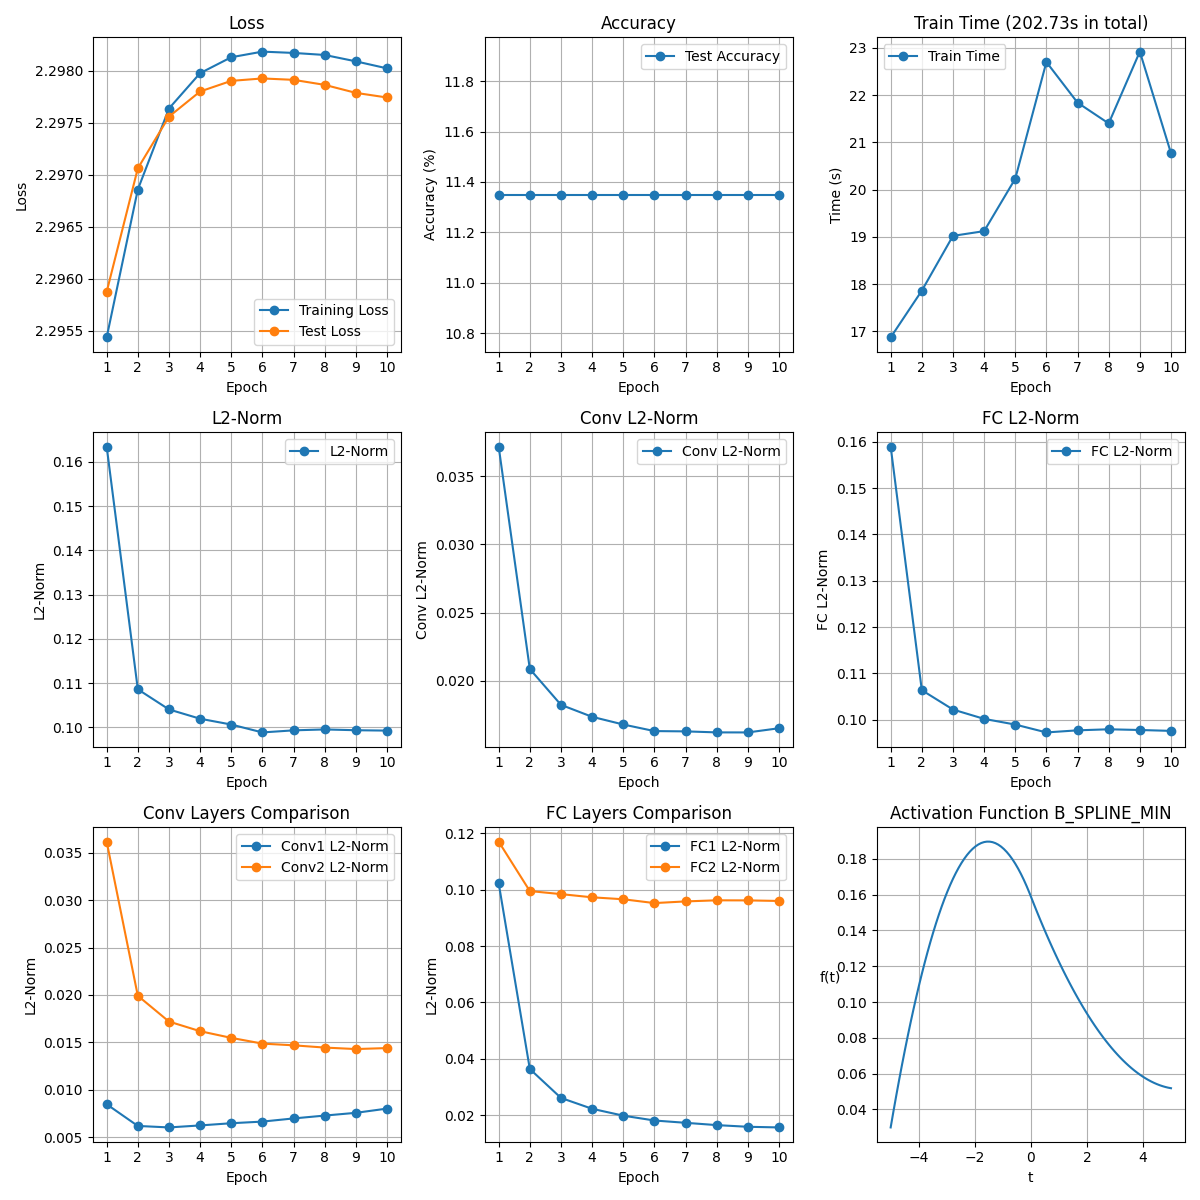 Loss
2.2980
2.2975
2.2970
2.2965
2.2960
2.2955
Loss
Training Loss
Test Loss
1 2 3 4 5 6 7 8 9 10
Epoch
Accuracy
11.8
11.6
11.4
11.2
11.0
10.8
Accuracy (%)
Test Accuracy
1 2 3 4 5 6 7 8 9 10
Epoch
Train Time (202.73s in total)
23
22
21
20
19
18
17
Time (s)
Train Time
1 2 3 4 5 6 7 8 9 10
Epoch
L2-Norm
0.16
0.15
0.14
0.13
0.12
0.11
0.10
L2-Norm
L2-Norm
1 2 3 4 5 6 7 8 9 10
Epoch
Conv L2-Norm
0.035
0.030
0.025
0.020
Conv L2-Norm
Conv L2-Norm
1 2 3 4 5 6 7 8 9 10
Epoch
FC L2-Norm
0.16
0.15
0.14
0.13
0.12
0.11
0.10
FC L2-Norm
FC L2-Norm
1 2 3 4 5 6 7 8 9 10
Epoch
Conv Layers Comparison
0.035
0.030
0.025
0.020
0.015
0.010
0.005
L2-Norm
Conv1 L2-Norm
Conv2 L2-Norm
1 2 3 4 5 6 7 8 9 10
Epoch
FC Layers Comparison
0.12
0.10
0.08
0.06
0.04
0.02
L2-Norm
FC1 L2-Norm
FC2 L2-Norm
1 2 3 4 5 6 7 8 9 10
Epoch
Activation Function B_SPLINE_MIN
0.18
0.16
0.14
0.12
0.10
0.08
0.06
0.04
f(t)
−4 −2 0 2 4
t